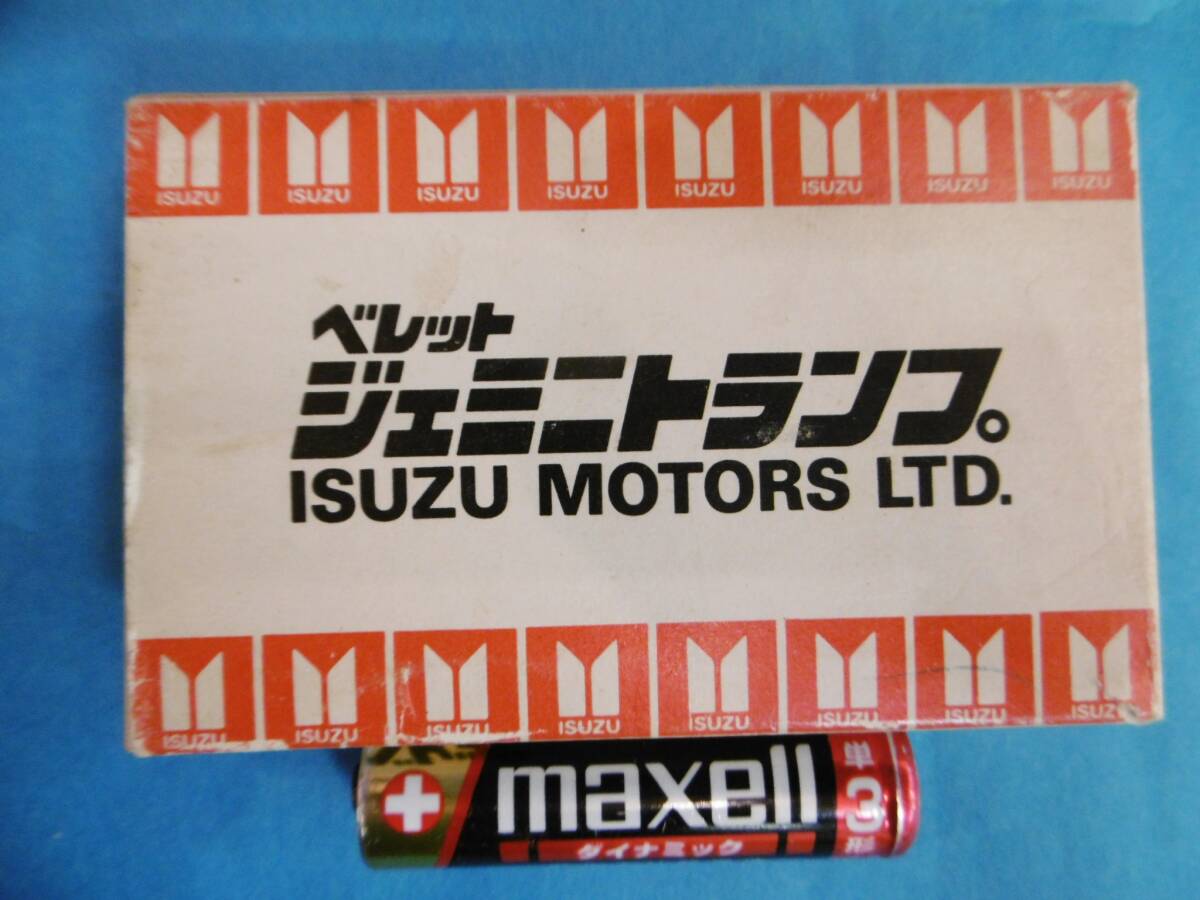 ISUZU ISUZU ISUZU ISUZU ISUZU ISUZU ISUZU ISUZU
ベレット
ジェミニトランプ。
ISUZU MOTORS LTD.
ISUZU ISUZU ISUZU ISUZU ISUZU ISUZU ISUZU ISUZU
maxell
ダイナミック
単3形